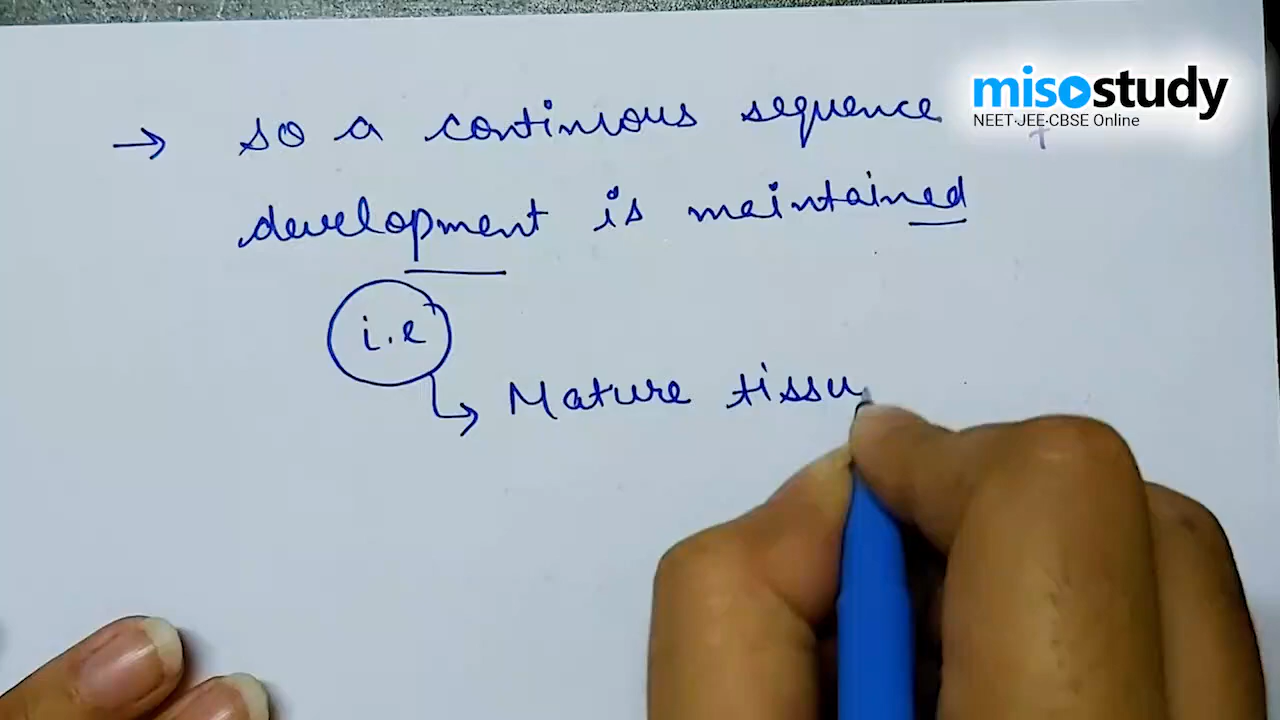 misostudy
NEET-JEE-CBSE Online
→ so a continuous sequence
development is maintained
i.e
↳ Mature tissu